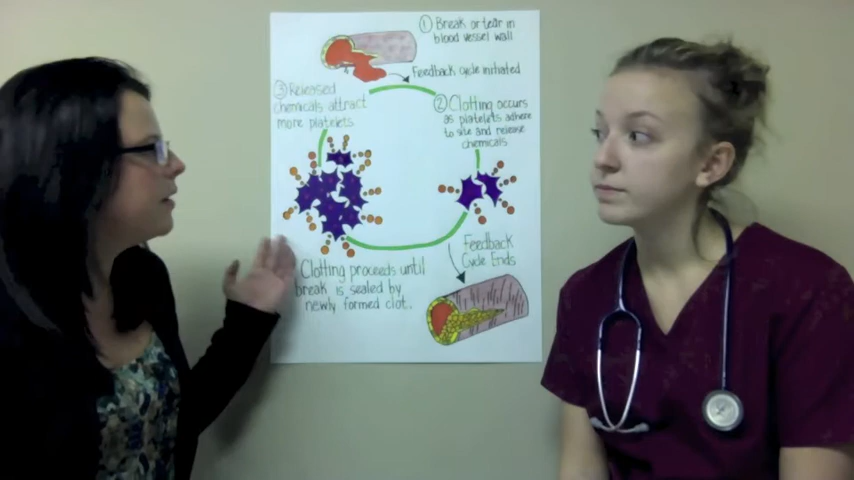 ① Break or tear in
blood vessel wall
Feedback cycle initiated
② Clotting occurs
as platelets adhere
to site and release
chemicals
③ Released
chemicals attract
more platelets
Clotting proceeds until
break is sealed by
newly formed clot.
Feedback
Cycle Ends